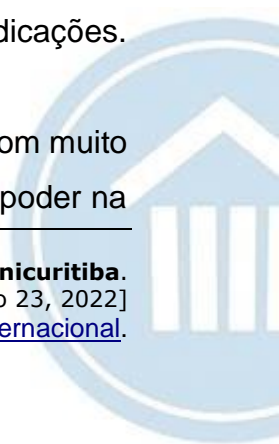 dicações.
om muito
poder na
nicuritiba.
o 23, 2022]
ernacional.